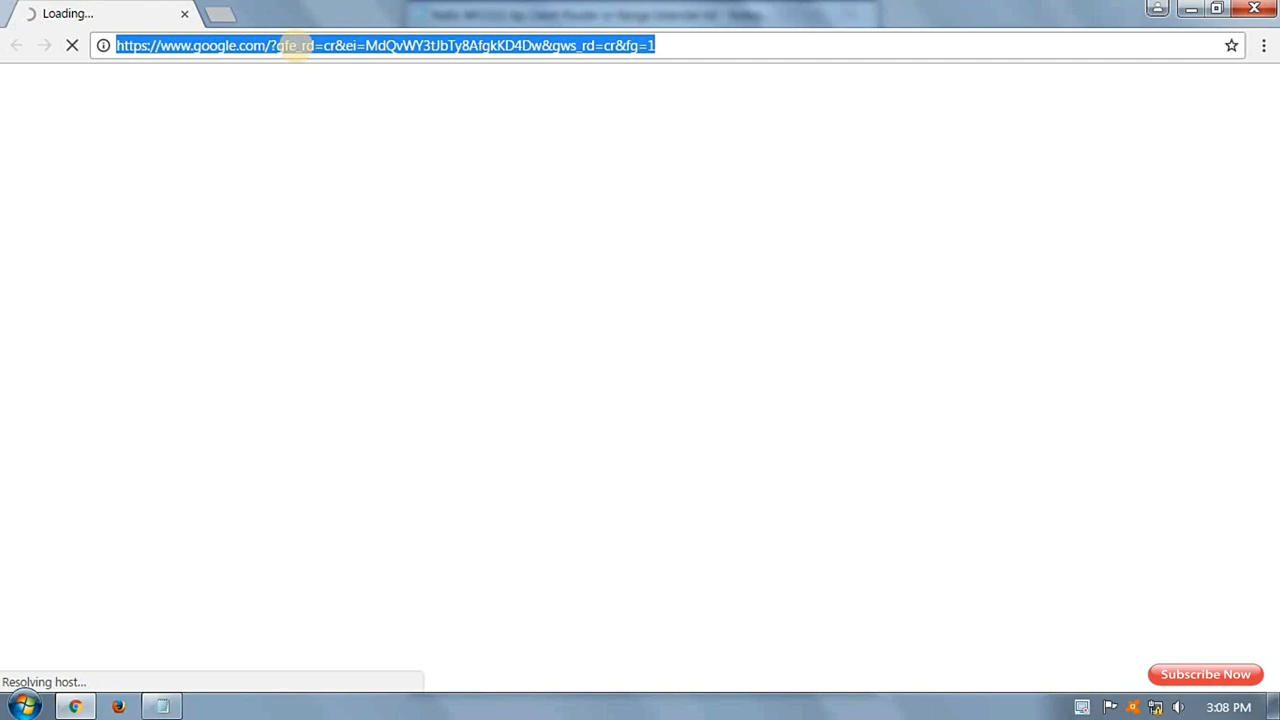 Loading...
https://www.google.com/?gfe_rd=cr&ei=MdQvWY3tJbTy8AfgkKD4Dw&gws_rd=cr&fg=1
Resolving host...
Subscribe Now
3:08 PM